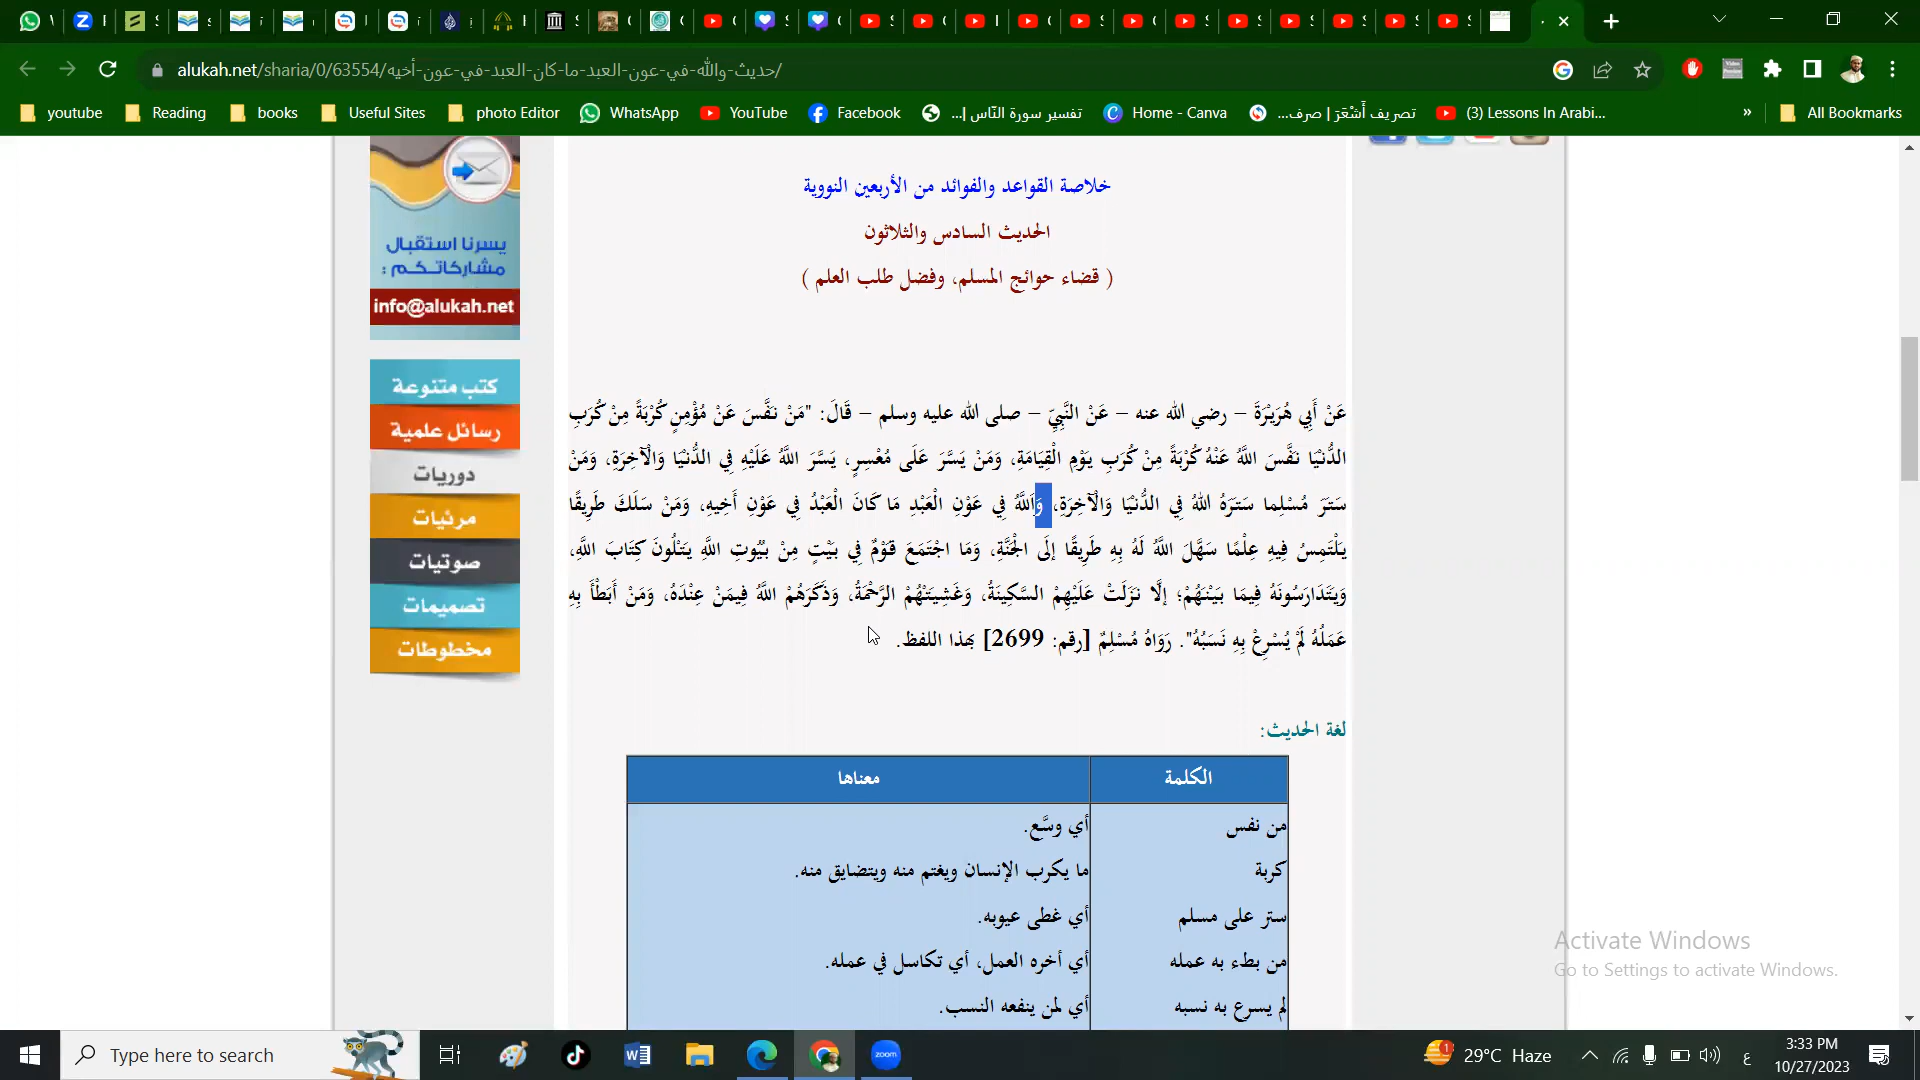 alukah.net/sharia/0/63554/حديث-والله-في-عون-العبد-ما-كان-العبد-في-عون-أخيه/
youtube
Reading
books
Useful Sites
photo Editor
WhatsApp
YouTube
Facebook
تفسير سورة النّاس |...
Home - Canva
تصريف أَشْعَرَ | صرف...
(3) Lessons In Arabi...
»
All Bookmarks
خلاصة القواعد والفوائد من الأربعين النووية
الحديث السادس والثلاثون
( قضاء حوائج المسلم، وفضل طلب العلم )
يسرنا استقبال
مشاركاتكم :
info@alukah.net
كتب متنوعة
رسائل علمية
دوريات
مرئيات
صوتيات
تصميمات
مخطوطات
عَنْ أَبِي هُرَيْرَةَ – رضي الله عنه – عَنْ النَّبِيِّ – صلى الله عليه وسلم – قَالَ: "مَنْ نَفَّسَ عَنْ مُؤْمِنٍ كُرْبَةً مِنْ كُرَبِ
الدُّنْيَا نَفَّسَ اللَّهُ عَنْهُ كُرْبَةً مِنْ كُرَبِ يَوْمِ الْقِيَامَةِ، وَمَنْ يَسَّرَ عَلَى مُعْسِرٍ، يَسَّرَ اللَّهُ عَلَيْهِ فِي الدُّنْيَا وَالْآخِرَةِ، وَمَنْ
سَتَرَ مُسْلِما سَتَرَهُ اللهُ فِي الدُّنْيَا وَالْآخِرَةِ، وَاَللَّهُ فِي عَوْنِ الْعَبْدِ مَا كَانَ الْعَبْدُ فِي عَوْنِ أَخِيهِ، وَمَنْ سَلَكَ طَرِيقًا
يَلْتَمِسُ فِيهِ عِلْمًا سَهَّلَ اللَّهُ لَهُ بِهِ طَرِيقًا إلَى الْجَنَّةِ، وَمَا اجْتَمَعَ قَوْمٌ فِي بَيْتٍ مِنْ بُيُوتِ اللَّهِ يَتْلُونَ كِتَابَ اللَّهِ،
وَيَتَدَارَسُونَهُ فِيمَا بَيْنَهُمْ؛ إلَّا نَزَلَتْ عَلَيْهِمْ السَّكِينَةُ، وَغَشِيَتْهُمْ الرَّحْمَةُ، وَذَكَرَهُمْ اللَّهُ فِيمَنْ عِنْدَهُ، وَمَنْ أَبَطْأَ بِهِ
عَمَلُهُ لَمْ يُسْرِعْ بِهِ نَسَبُهُ". رَوَاهُ مُسْلِمٌ [رقم: 2699] بهذا اللفظ.
لغة الحديث:
الكلمة
معناها
من نفس
أي وسَّع.
كربة
ما يكرب الإنسان ويغتم منه ويتضايق منه.
ستر على مسلم
أي غطى عيوبه.
من بطء به عمله
أي أخره العمل، أي تكاسل في عمله.
لم يسرع به نسبه
أي لمن ينفعه النسب.
Activate Windows
Go to Settings to activate Windows.
Type here to search
zoom
29°C Haze
ع
3:33 PM
10/27/2023